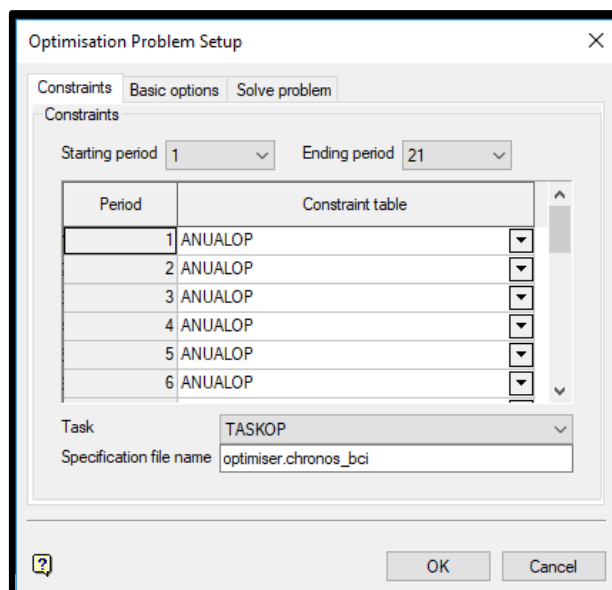 Optimisation Problem Setup
Constraints Basic options Solve problem
Constraints
Starting period 1 Ending period 21
Period Constraint table
1 ANUALOP
2 ANUALOP
3 ANUALOP
4 ANUALOP
5 ANUALOP
6 ANUALOP
Task TASKOP
Specification file name optimiser.chronos_bci
OK Cancel